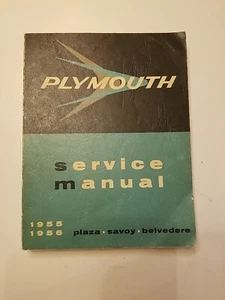 PLYMOUTH
service
manual
1955
1956 plaza • savoy • belvedere